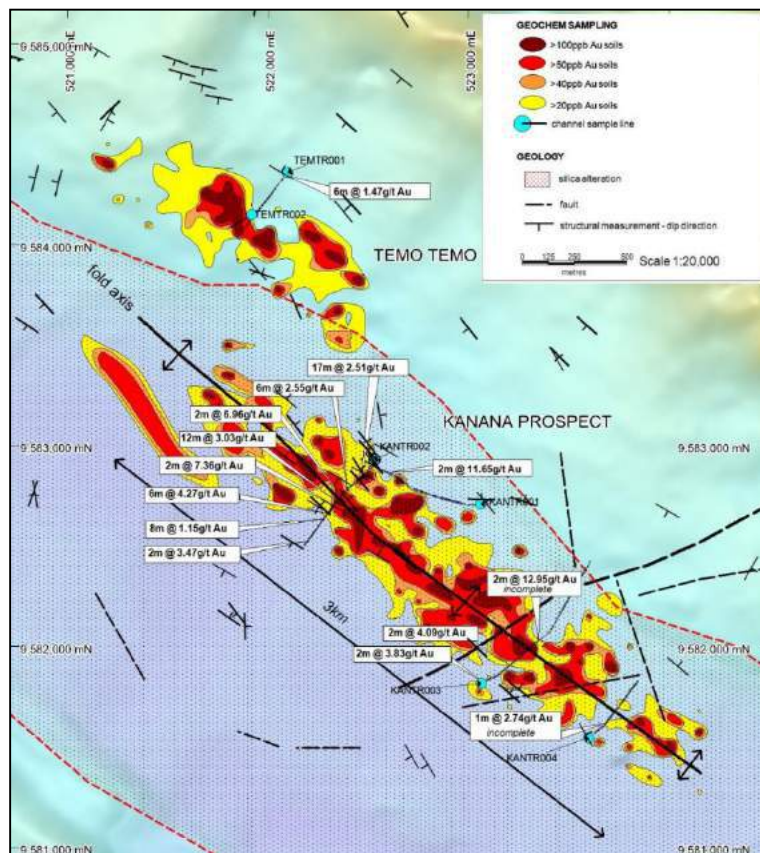 521,000 mE
522,000 mE
523,000 mE
9.585,000 mN
GEOCHEM SAMPLING
>100ppb Au soils
>50ppb Au soils
>40ppb Au soils
>20ppb Au soils
channel sample line
GEOLOGY
silica alteration
fault
structural measurement - dip direction
0 125 250 500
metres
Scale 1:20,000
TEMTR001
6m @ 1.47g/t Au
TEMTR002
9.584,000 mN
TEMO TEMO
fold axis
17m @ 2.51g/t Au
6m @ 2.55g/t Au
2m @ 6.96g/t Au
KANANA PROSPECT
12m @ 3.03g/t Au
KANTR002
9.583,000 mN
9.583,000 mN
2m @ 7.36g/t Au
2m @ 11.65g/t Au
6m @ 4.27g/t Au
KANTR001
8m @ 1.15g/t Au
2m @ 3.47g/t Au
2m @ 12.95g/t Au
incomplete
3km
2m @ 4.09g/t Au
9.582,000 mN
9.582,000 mN
2m @ 3.83g/t Au
KANTR003
1m @ 2.74g/t Au
incomplete
KANTR004
9.581,000 mN
9.581,000 mN